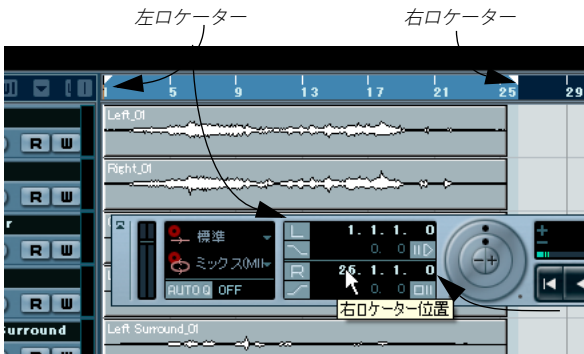 左ロケーター 右ロケーター
1 5 9 13 17 21 25 29
Left_01
R W
Right_01
R W
r
R W
標準
L 1. 1. 1. 0
0. 0
ミックス(MI
R 25. 1. 1. 0
AUTO Q OFF
0. 0
右ロケーター位置
R W
Surround
Left Surround_01